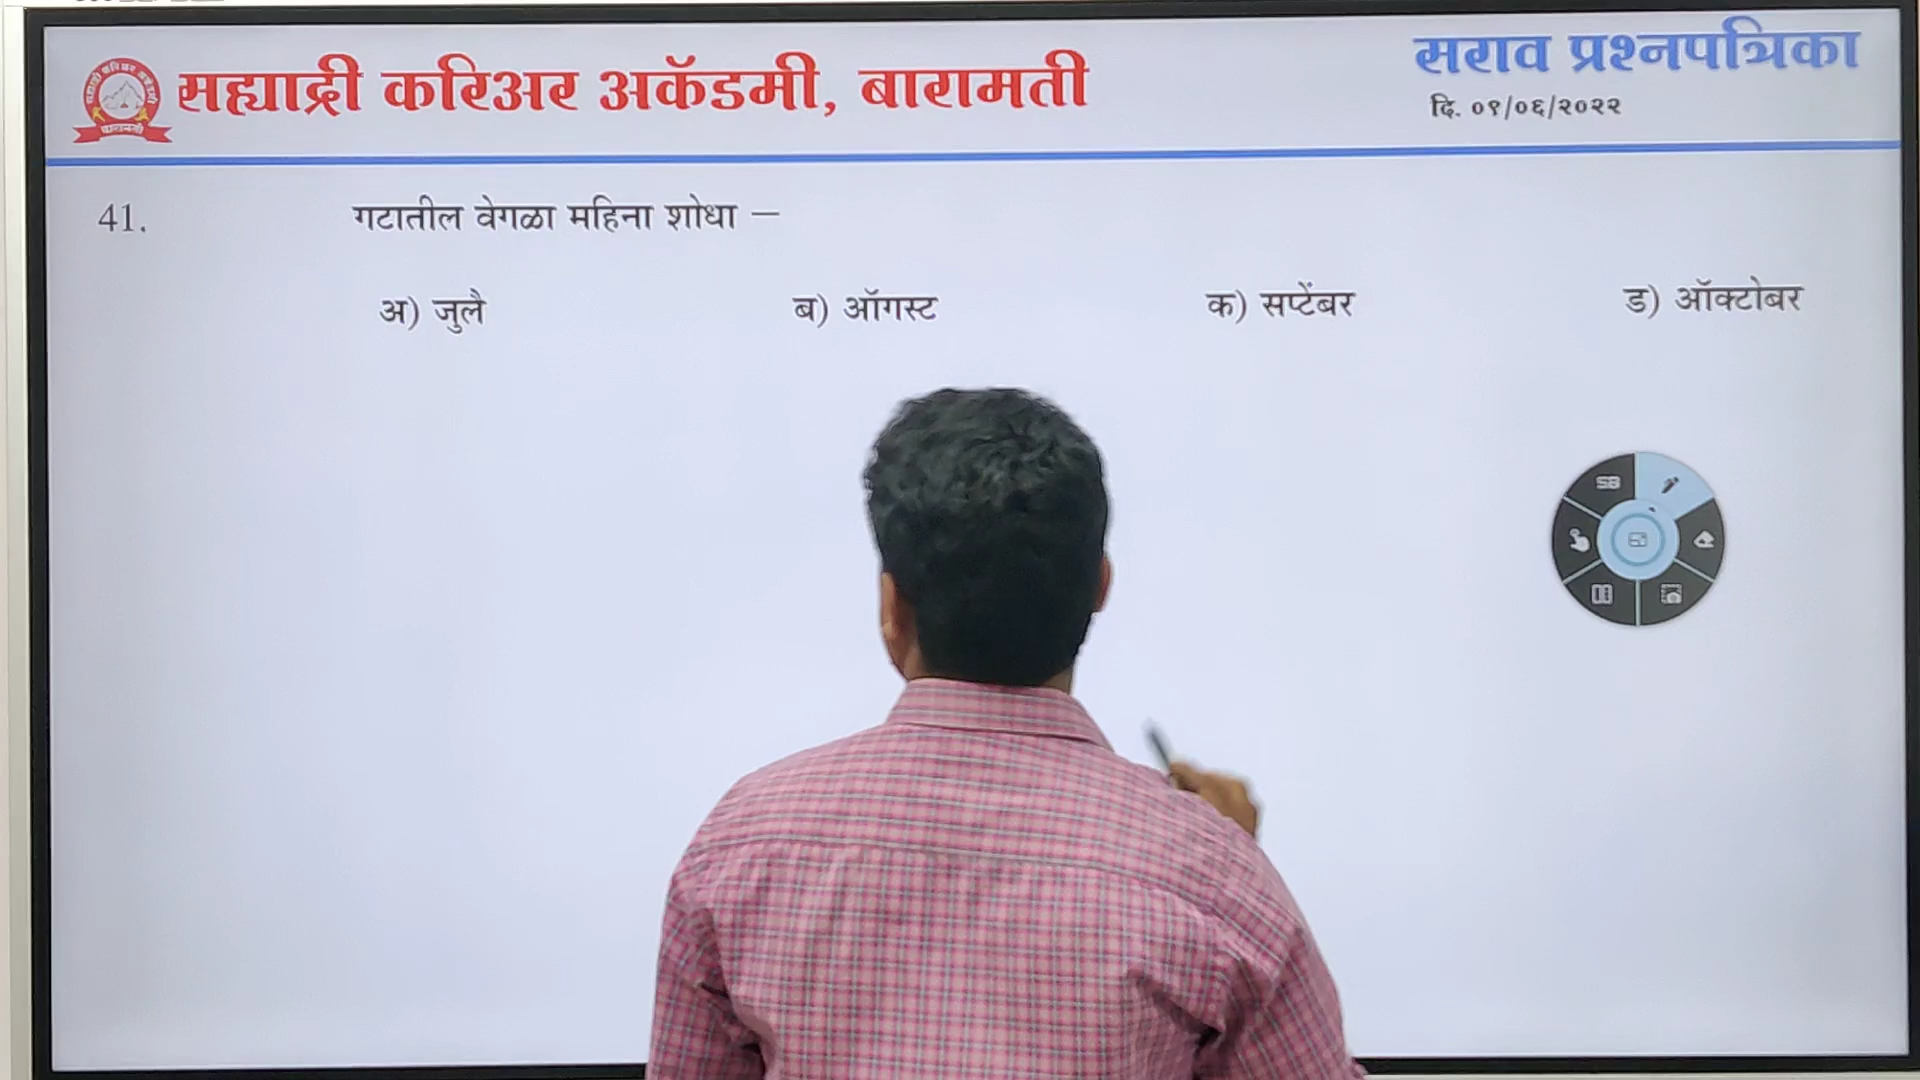 सह्याद्री करिअर अकॅडमी, बारामती
सराव प्रश्नपत्रिका
दि. ०९/०६/२०२२
41. गटातील वेगळा महिना शोधा –
अ) जुलै ब) ऑगस्ट क) सप्टेंबर ड) ऑक्टोबर